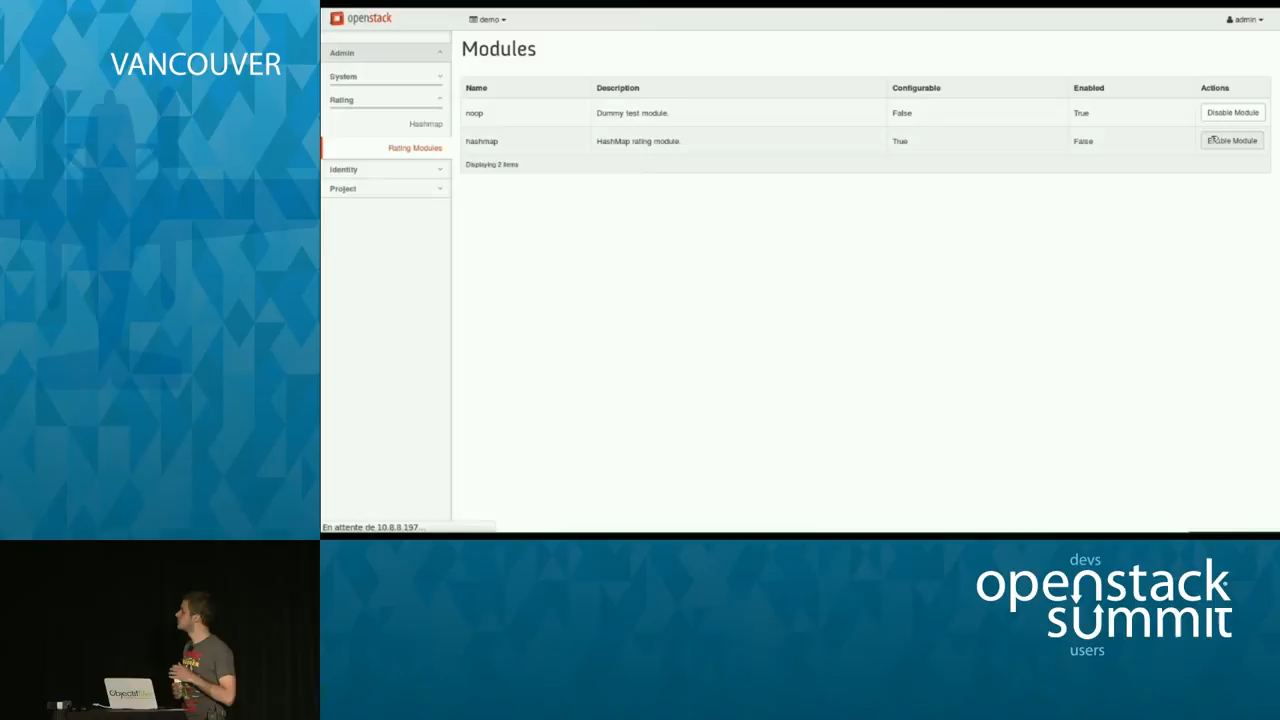 VANCOUVER
openstack
demo
admin
Admin
System
Rating
Hashmap
Rating Modules
Identity
Project
Modules
Name Description Configurable Enabled Actions
noop Dummy test module. False True Disable Module
hashmap HashMap rating module. True False Enable Module
Displaying 2 items
En attente de 10.8.8.197...
Objectif
devs
openstack
summit
users